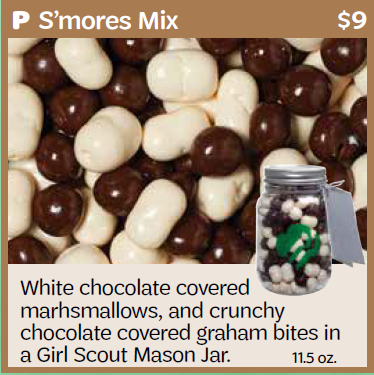 P S'mores Mix $9
White chocolate covered
marhsmallows, and crunchy
chocolate covered graham bites in
a Girl Scout Mason Jar. 11.5 oz.